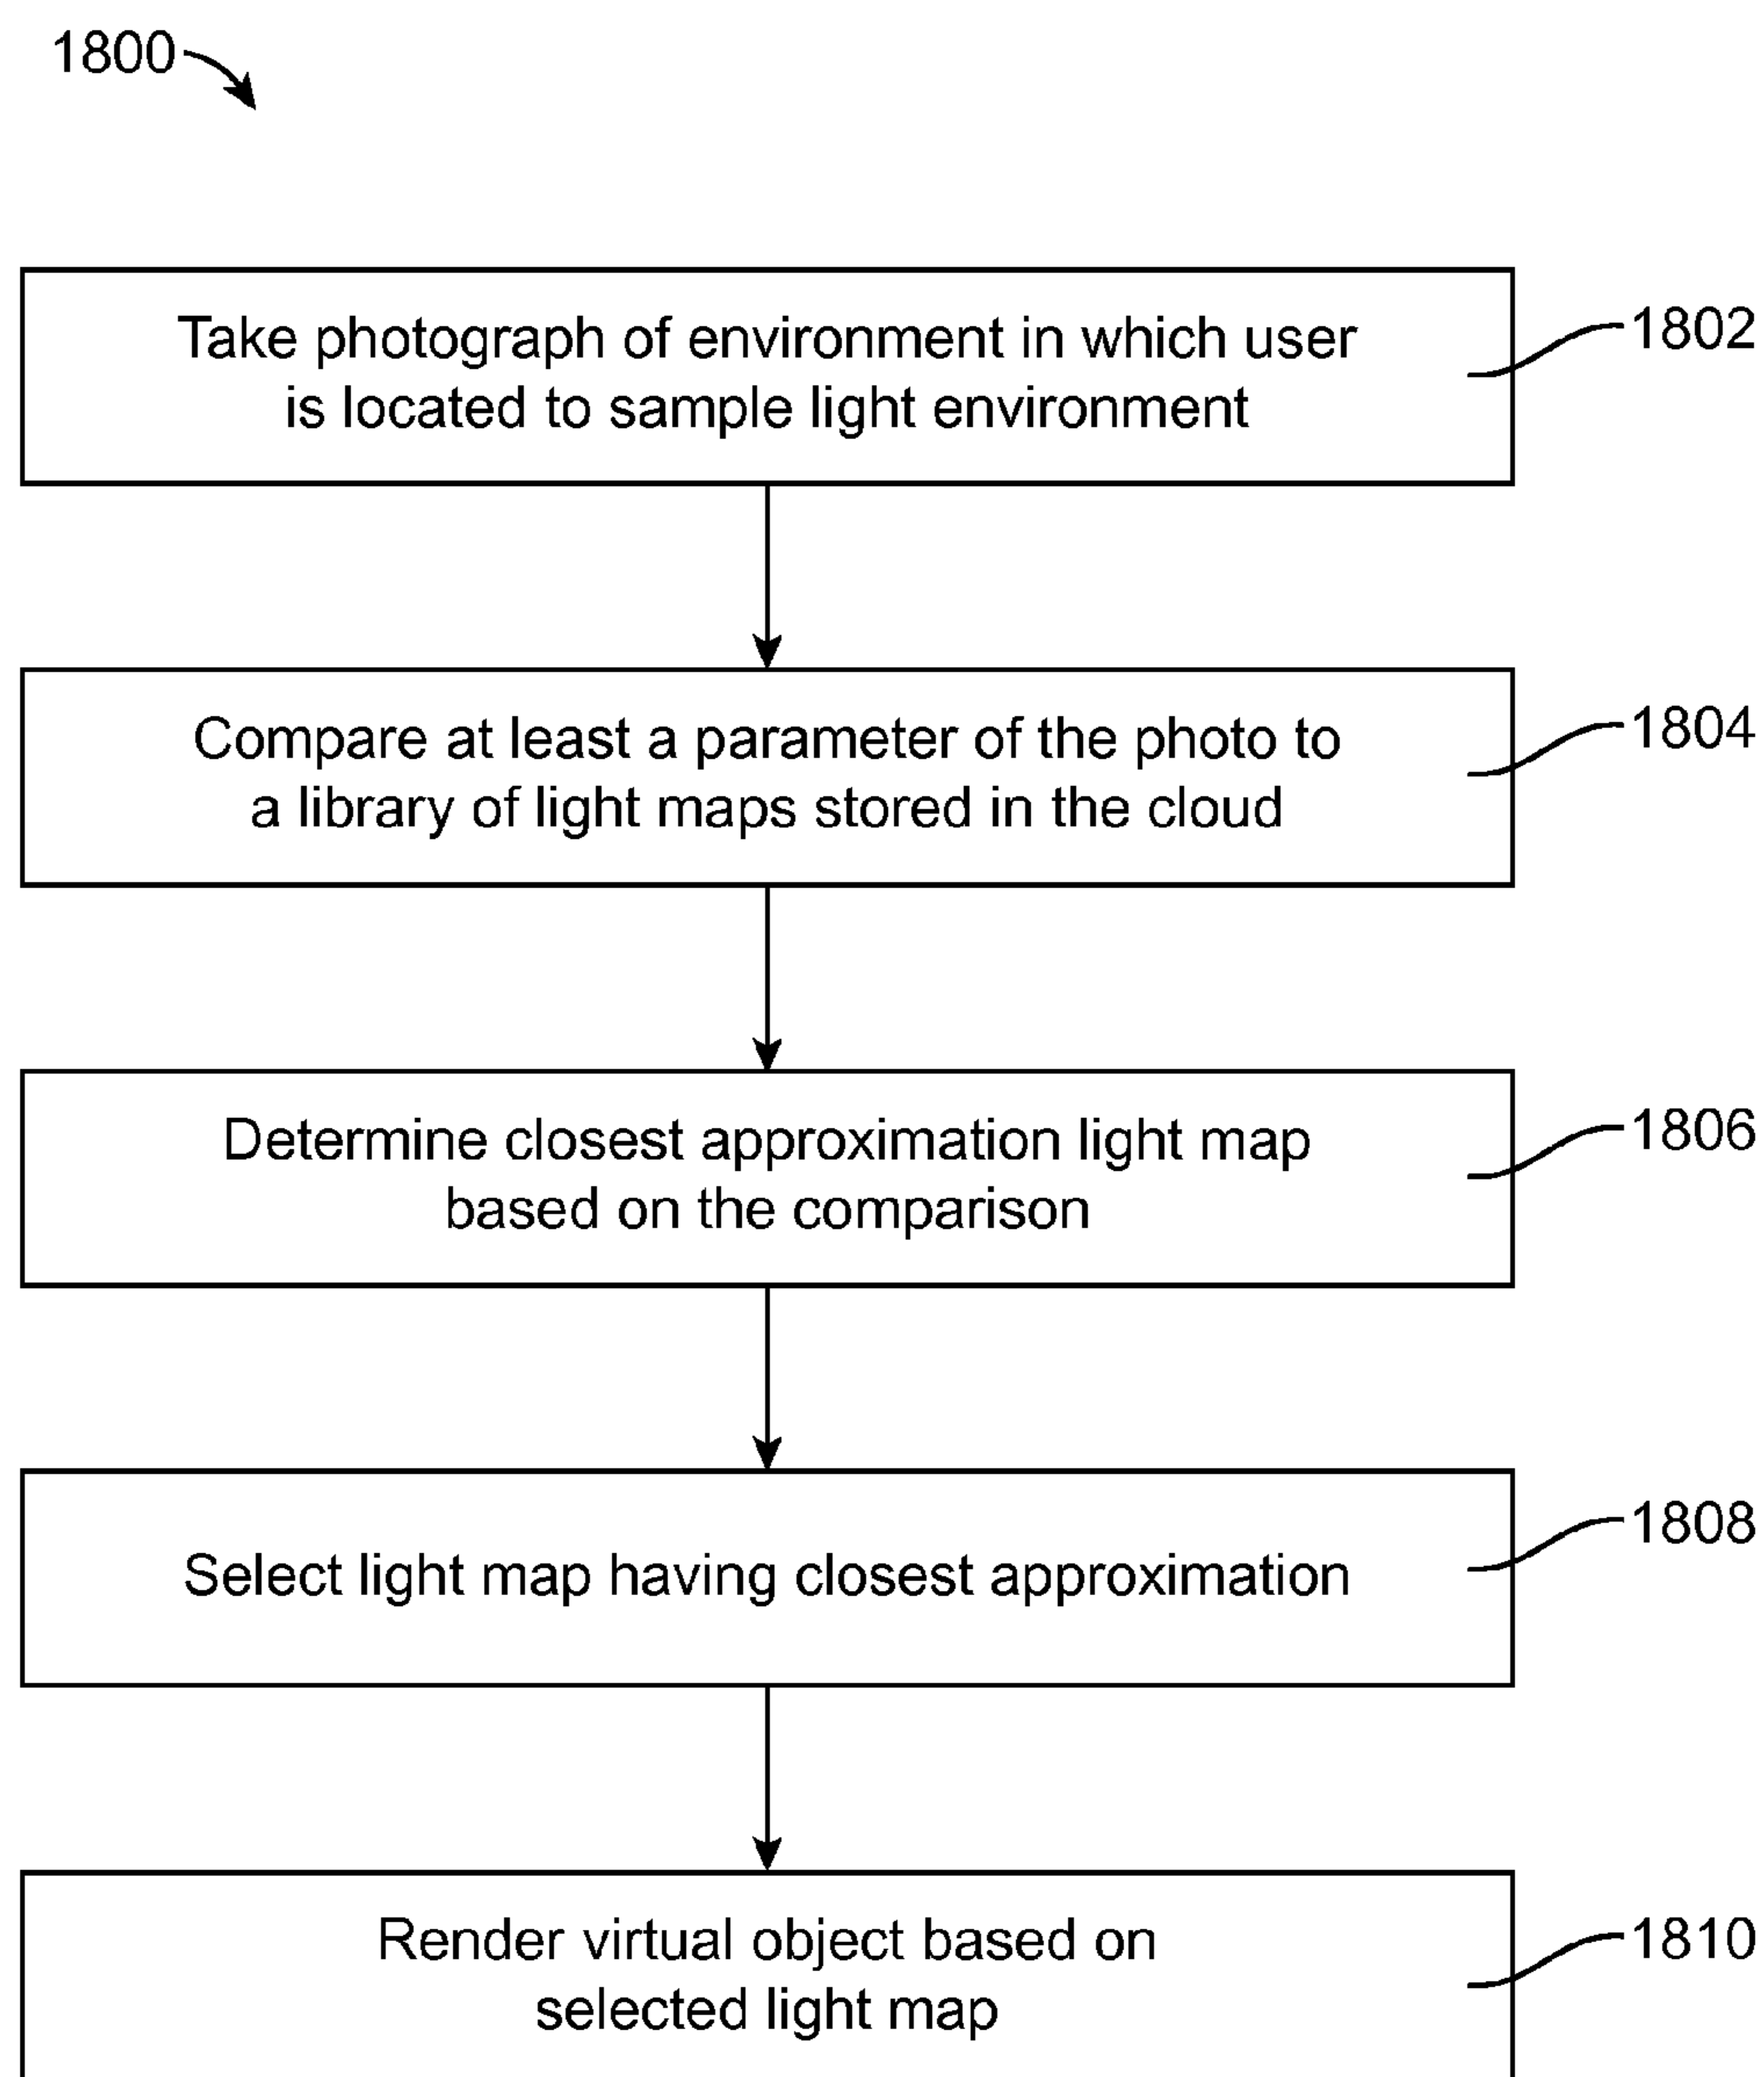 1800
Take photograph of environment in which user
is located to sample light environment
1802
Compare at least a parameter of the photo to
a library of light maps stored in the cloud
1804
Determine closest approximation light map
based on the comparison
1806
Select light map having closest approximation
1808
Render virtual object based on
selected light map
1810